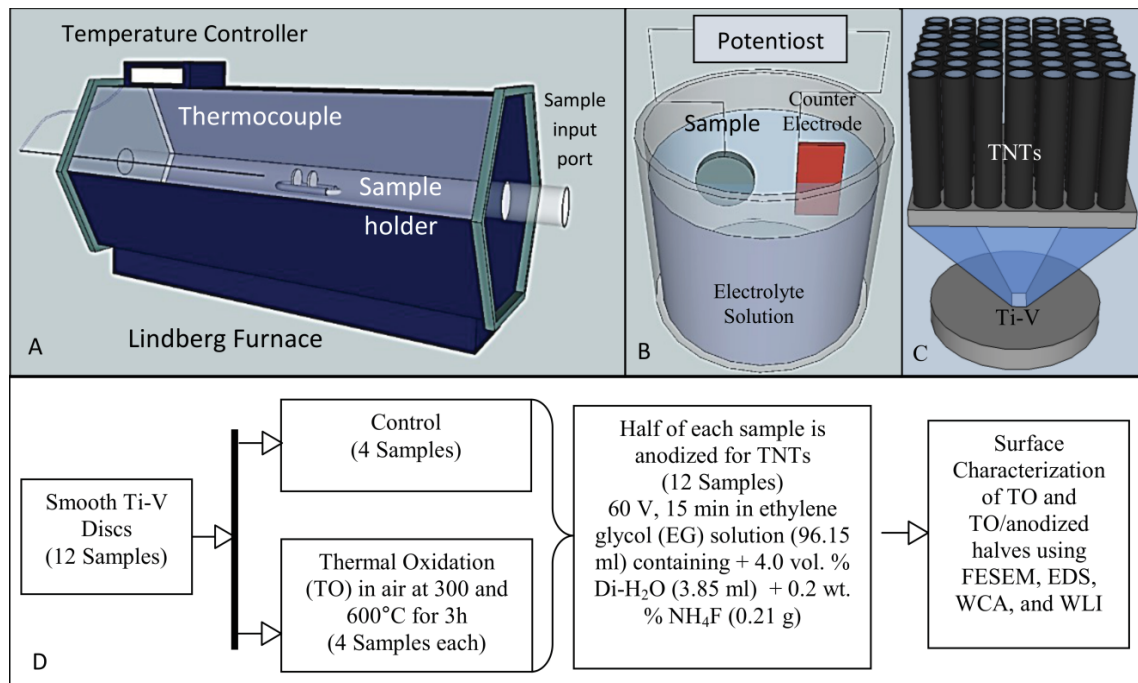 Temperature Controller
Thermocouple
Sample
input
port
Sample
holder
A
Lindberg Furnace
Potentiost
Sample
Counter
Electrode
Electrolyte
Solution
B
TNTs
Ti-V
C
Smooth Ti-V
Discs
(12 Samples)
Control
(4 Samples)
Thermal Oxidation
(TO) in air at 300 and
600°C for 3h
(4 Samples each)
Half of each sample is
anodized for TNTs
(12 Samples)
60 V, 15 min in ethylene
glycol (EG) solution (96.15
ml) containing + 4.0 vol. %
Di-H₂O (3.85 ml) + 0.2 wt.
% NH₄F (0.21 g)
Surface
Characterization
of TO and
TO/anodized
halves using
FESEM, EDS,
WCA, and WLI
D